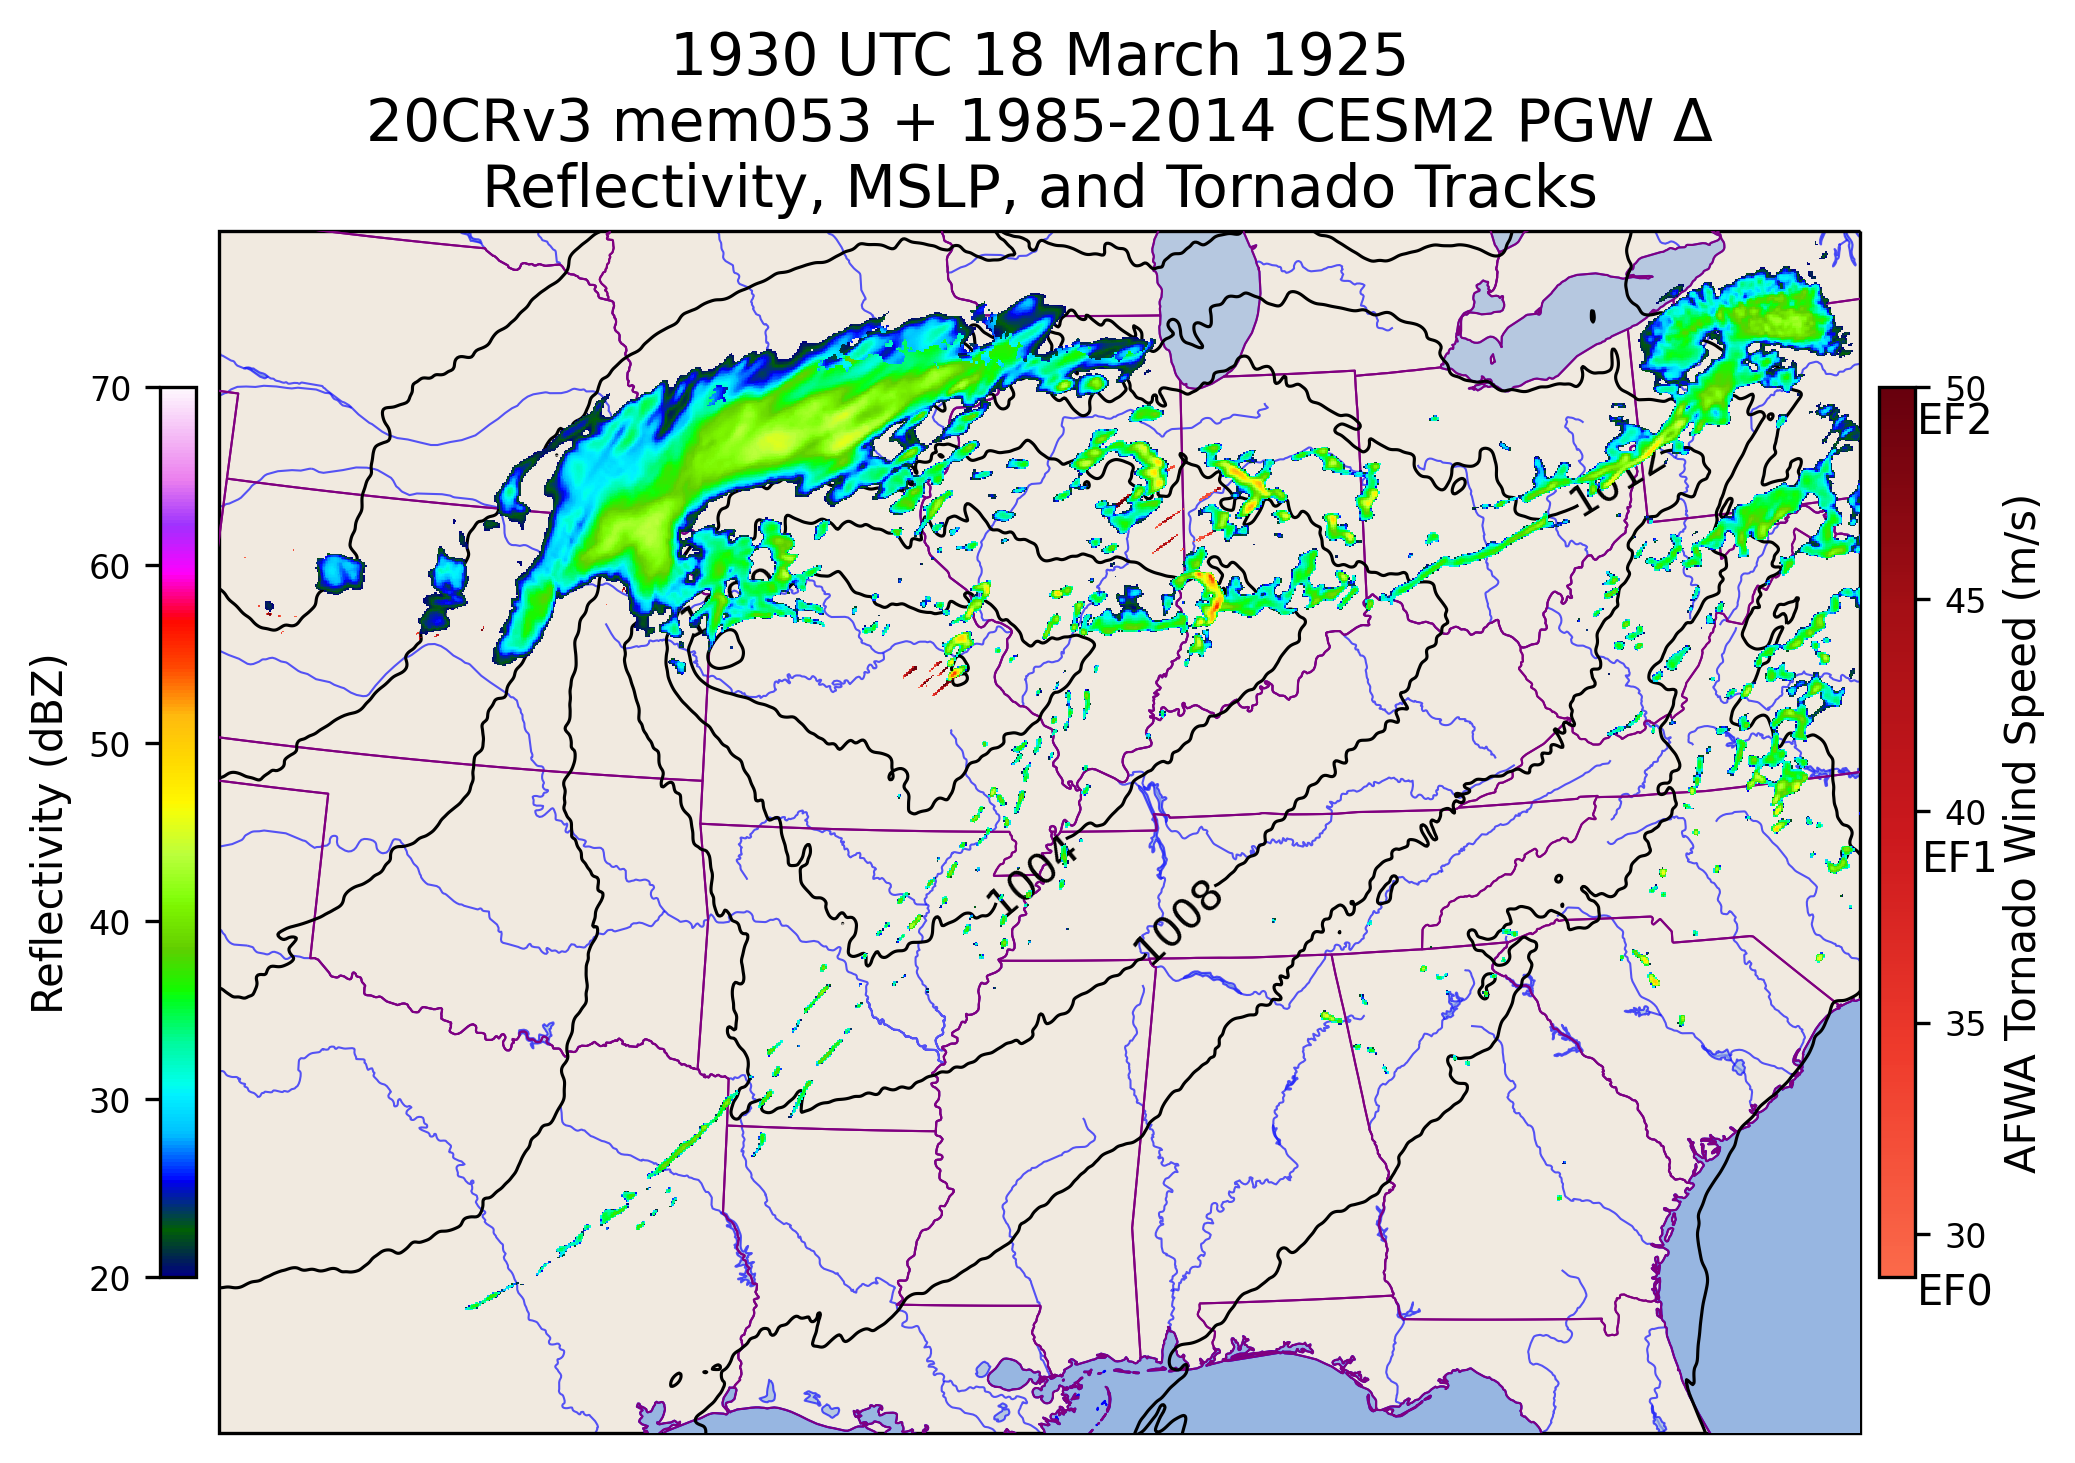 1930 UTC 18 March 1925
20CRv3 mem053 + 1985-2014 CESM2 PGW Δ
Reflectivity, MSLP, and Tornado Tracks
Reflectivity (dBZ)
70
60
50
40
30
20
1004
1008
50
EF2
45
40
EF1
35
30
EF0
AFWA Tornado Wind Speed (m/s)